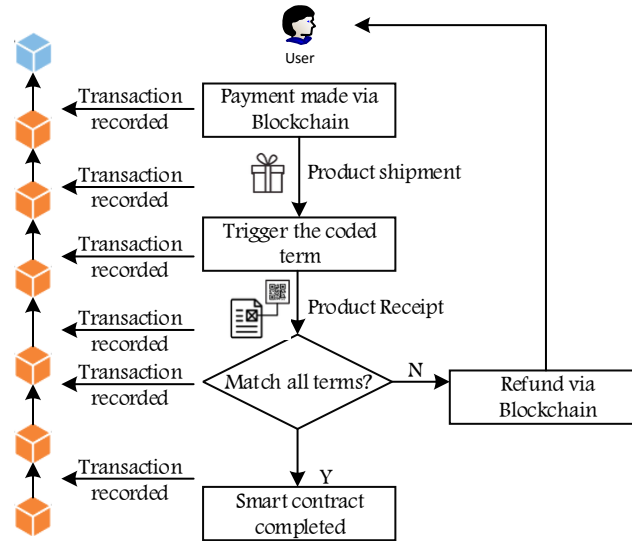 User
Transaction
recorded
Payment made via
Blockchain
Transaction
recorded
Product shipment
Transaction
recorded
Trigger the coded
term
Transaction
recorded
Product Receipt
Transaction
recorded
Match all terms?
N
Refund via
Blockchain
Y
Transaction
recorded
Smart contract
completed